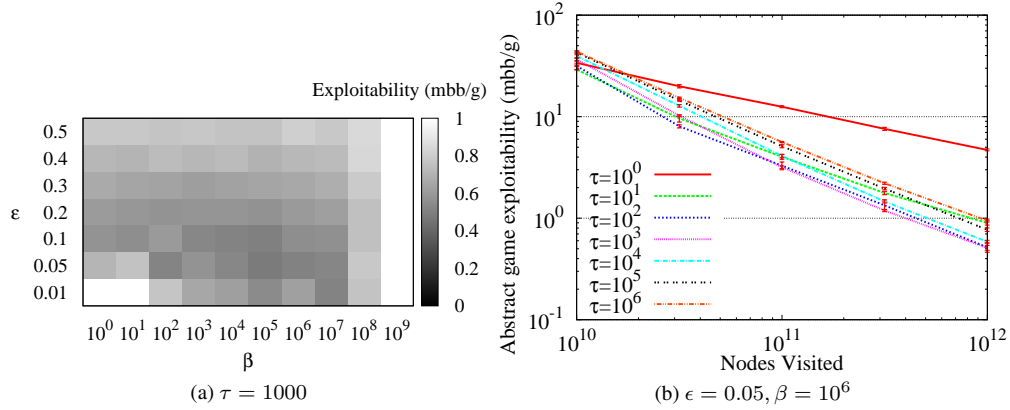 Exploitability (mbb/g)
ε
0.5
0.4
0.3
0.2
0.1
0.05
0.01
10^0 10^1 10^2 10^3 10^4 10^5 10^6 10^7 10^8 10^9
β
1
0.8
0.6
0.4
0.2
0
(a) τ = 1000
Abstract game exploitability (mbb/g)
10^2
10^1
10^0
10^-1
τ=10^0
τ=10^1
τ=10^2
τ=10^3
τ=10^4
τ=10^5
τ=10^6
10^10 10^11 10^12
Nodes Visited
(b) ϵ = 0.05, β = 10^6